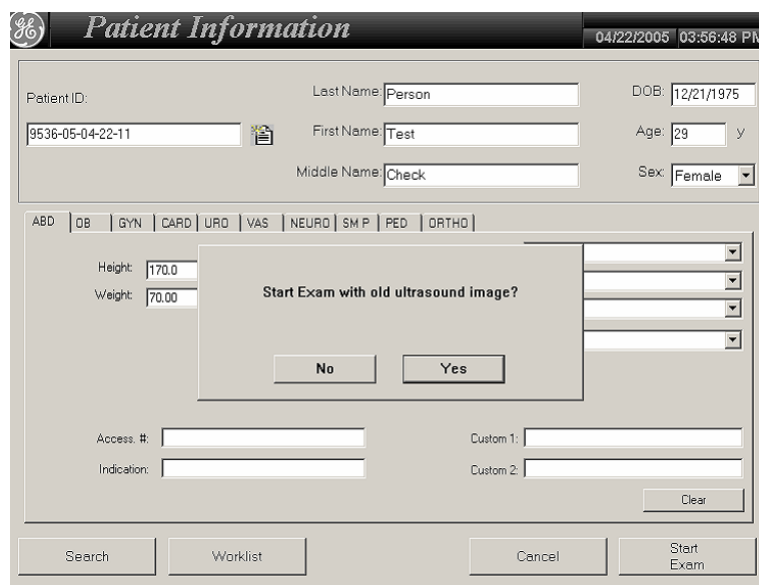 Patient Information
04/22/2005 03:56:48 PM
Patient ID:
9536-05-04-22-11
Last Name: Person
First Name: Test
Middle Name: Check
DOB: 12/21/1975
Age: 29 y
Sex: Female
ABD OB GYN CARD URO VAS NEURO SM P PED ORTHO
Height: 170.0
Weight: 70.00
Start Exam with old ultrasound image?
No Yes
Access. #: Custom 1:
Indication: Custom 2:
Clear
Search Worklist Cancel Start
Exam